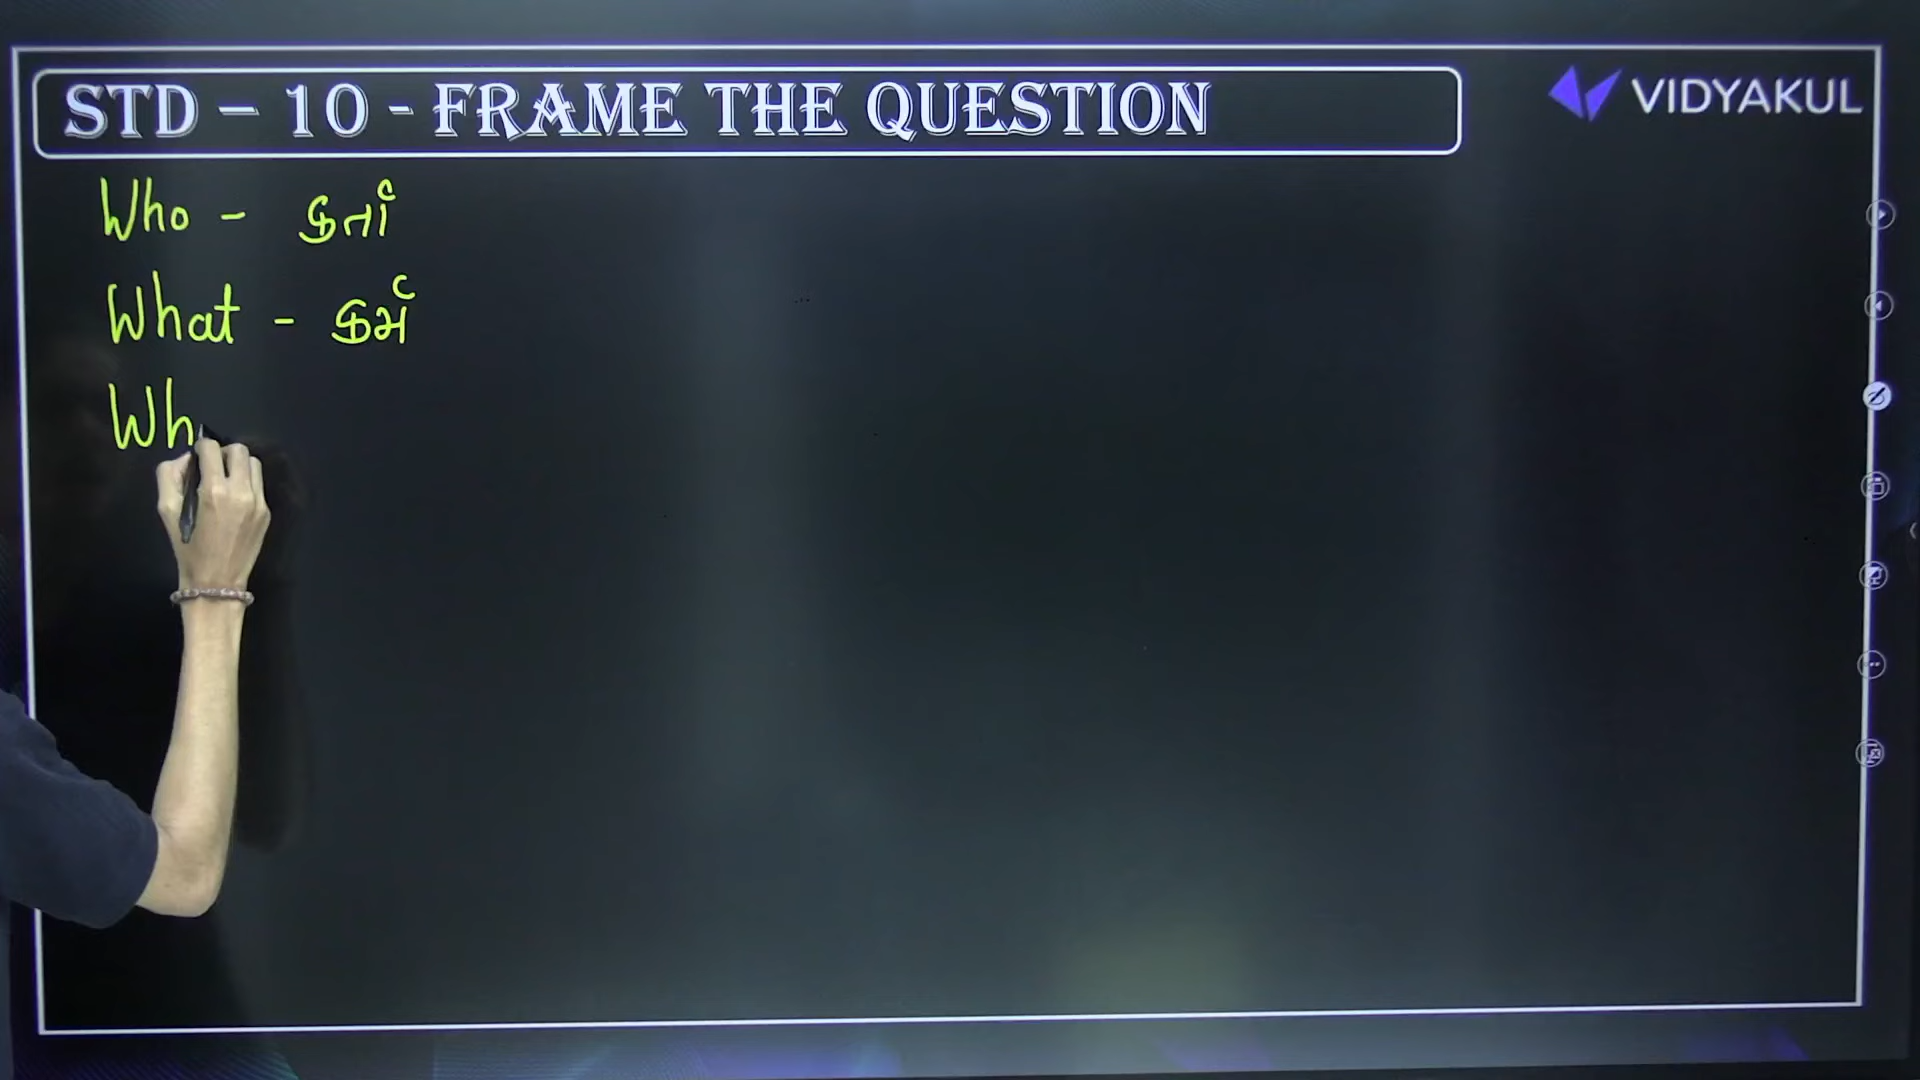 STD – 10 - FRAME THE QUESTION
VIDYAKUL
Who - કર્તા
What - કર્મ
Wh